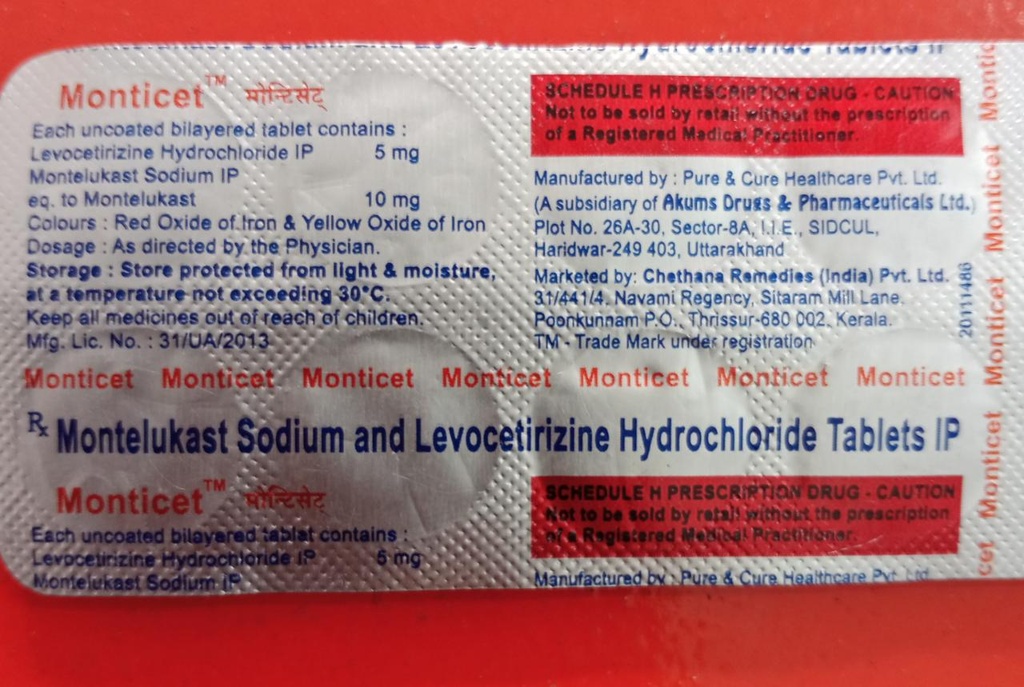 Monticet™ मोन्टिसेट्
Each uncoated bilayered tablet contains :
Levocetirizine Hydrochloride IP 5 mg
Montelukast Sodium IP
eq. to Montelukast 10 mg
Colours : Red Oxide of Iron & Yellow Oxide of Iron
Dosage : As directed by the Physician.
Storage : Store protected from light & moisture,
at a temperature not exceeding 30°C.
Keep all medicines out of reach of children.
Mfg. Lic. No. : 31/UA/2013
SCHEDULE H PRESCRIPTION DRUG - CAUTION
Not to be sold by retail without the prescription
of a Registered Medical Practitioner.
Manufactured by : Pure & Cure Healthcare Pvt. Ltd.
(A subsidiary of Akums Drugs & Pharmaceuticals Ltd.)
Plot No. 26A-30, Sector-8A, I.I.E., SIDCUL,
Haridwar-249 403, Uttarakhand
Marketed by: Chethana Remedies (India) Pvt. Ltd.
31/441/4. Navami Regency, Sitaram Mill Lane.
Poonkunnam P.O., Thrissur-680 002. Kerala.
TM - Trade Mark under registration
20111486
Monticet Monticet Monticet Monticet Monticet Monticet Monticet
Rx Montelukast Sodium and Levocetirizine Hydrochloride Tablets IP
Monticet™ मोन्टिसेट्
Each uncoated bilayered tablet contains :
Levocetirizine Hydrochloride IP 5 mg
Montelukast Sodium IP
SCHEDULE H PRESCRIPTION DRUG - CAUTION
Not to be sold by retail without the prescription
of a Registered Medical Practitioner.
Manufactured by : Pure & Cure Healthcare Pvt. Ltd.
cet Monticet Monticet Monticet Monticet Montic